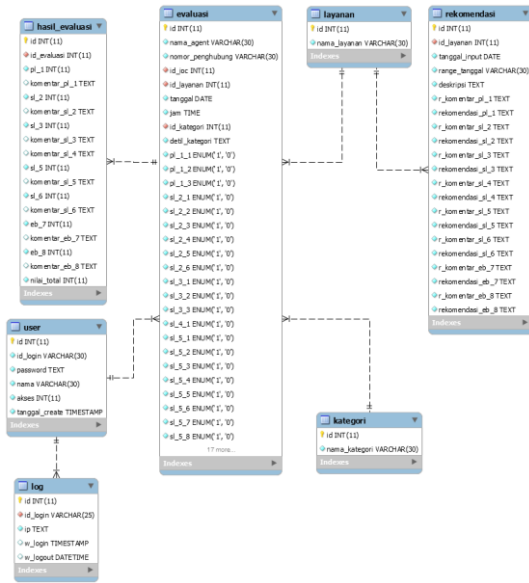 hasil_evaluasi
id INT(11)
id_evaluasi INT(11)
pl_1 INT(11)
komentar_pl_1 TEXT
sl_2 INT(11)
komentar_sl_2 TEXT
sl_3 INT(11)
komentar_sl_3 TEXT
komentar_sl_4 TEXT
sl_5 INT(11)
komentar_sl_5 TEXT
sl_6 INT(11)
komentar_sl_6 TEXT
eb_7 INT(11)
komentar_eb_7 TEXT
eb_8 INT(11)
komentar_eb_8 TEXT
nilai_total INT(11)
Indexes
evaluasi
id INT(11)
nama_agent VARCHAR(30)
nomor_penghubung VARCHAR(30)
id_ioc INT(11)
id_layanan INT(11)
tanggal DATE
jam TIME
id_kategori INT(11)
detil_kategori TEXT
pl_1_1 ENUM('1', '0')
pl_1_2 ENUM('1', '0')
pl_1_3 ENUM('1', '0')
sl_2_1 ENUM('1', '0')
sl_2_2 ENUM('1', '0')
sl_2_3 ENUM('1', '0')
sl_2_4 ENUM('1', '0')
sl_2_5 ENUM('1', '0')
sl_2_6 ENUM('1', '0')
sl_3_1 ENUM('1', '0')
sl_3_2 ENUM('1', '0')
sl_3_3 ENUM('1', '0')
sl_4_1 ENUM('1', '0')
sl_5_1 ENUM('1', '0')
sl_5_2 ENUM('1', '0')
sl_5_3 ENUM('1', '0')
sl_5_4 ENUM('1', '0')
sl_5_5 ENUM('1', '0')
sl_5_6 ENUM('1', '0')
sl_5_7 ENUM('1', '0')
sl_5_8 ENUM('1', '0')
17 more...
Indexes
layanan
id INT(11)
nama_layanan VARCHAR(30)
Indexes
rekomendasi
id INT(11)
id_layanan INT(11)
tanggal_input DATE
range_tanggal VARCHAR(30)
deskripsi TEXT
r_komentar_pl_1 TEXT
rekomendasi_pl_1 TEXT
r_komentar_sl_2 TEXT
rekomendasi_sl_2 TEXT
r_komentar_sl_3 TEXT
rekomendasi_sl_3 TEXT
r_komentar_sl_4 TEXT
rekomendasi_sl_4 TEXT
r_komentar_sl_5 TEXT
rekomendasi_sl_5 TEXT
r_komentar_sl_6 TEXT
rekomendasi_sl_6 TEXT
r_komentar_eb_7 TEXT
rekomendasi_eb_7 TEXT
r_komentar_eb_8 TEXT
rekomendasi_eb_8 TEXT
Indexes
user
id INT(11)
id_login VARCHAR(30)
password TEXT
nama VARCHAR(30)
akses INT(11)
tanggal_create TIMESTAMP
Indexes
kategori
id INT(11)
nama_kategori VARCHAR(30)
Indexes
log
id INT(11)
id_login VARCHAR(25)
ip TEXT
w_login TIMESTAMP
w_logout DATETIME
Indexes